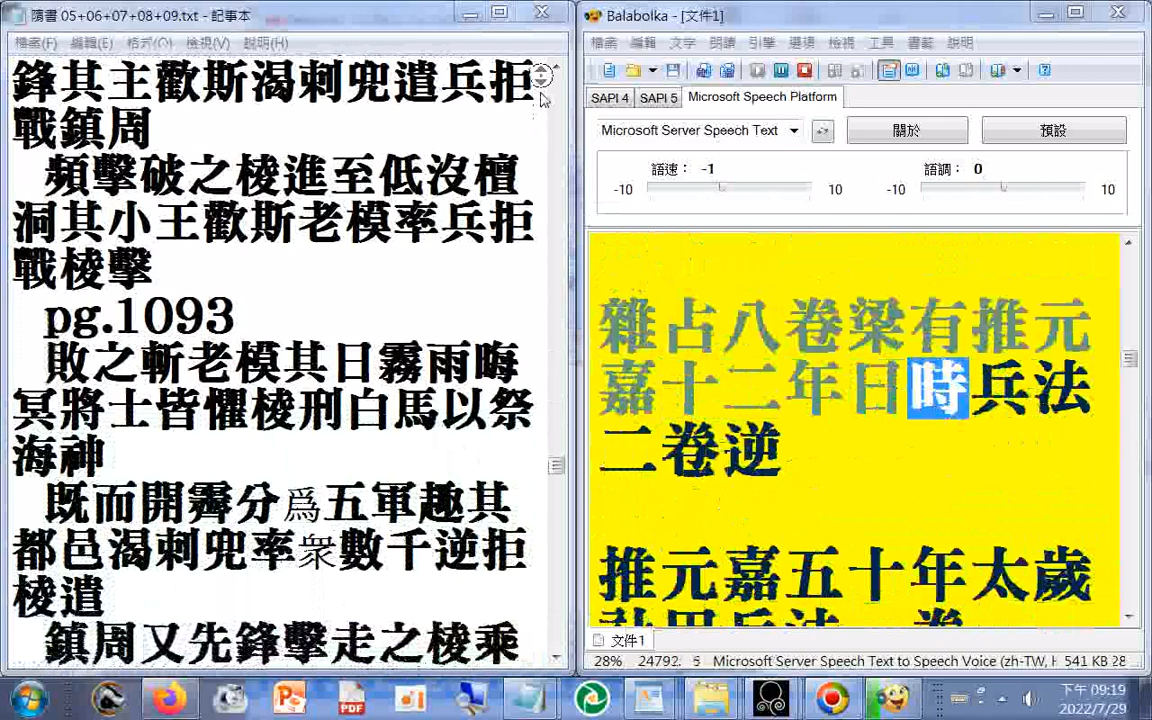 隋書 05+06+07+08+09.txt - 記事本
檔案(F) 編輯(E) 格式(O) 檢視(V) 說明(H)
鋒其主歡斯渴刺兜遣兵拒
戰鎮周
頻擊破之棱進至低沒檀
洞其小王歡斯老模率兵拒
戰棱擊
pg.1093
敗之斬老模其日霧雨晦
冥將士皆懼棱刑白馬以祭
海神
既而開霽分爲五軍趣其
都邑渴刺兜率衆數千逆拒
棱遣
鎮周又先鋒擊走之棱乘
Balabolka - [文件1]
檔案 編輯 文字 閱讀 引擎 選項 檢視 工具 書籤 說明
SAPI 4 SAPI 5 Microsoft Speech Platform
Microsoft Server Speech Text 關於 預設
語速： -1 語調： 0
-10 10 -10 10
雜占八卷梁有推元
嘉十二年日時兵法
二卷逆
推元嘉五十年太歲
文件1
28% 24792. 5 Microsoft Server Speech Text to Speech Voice (zh-TW, H 541 KB 28
下午 09:19
2022/7/29